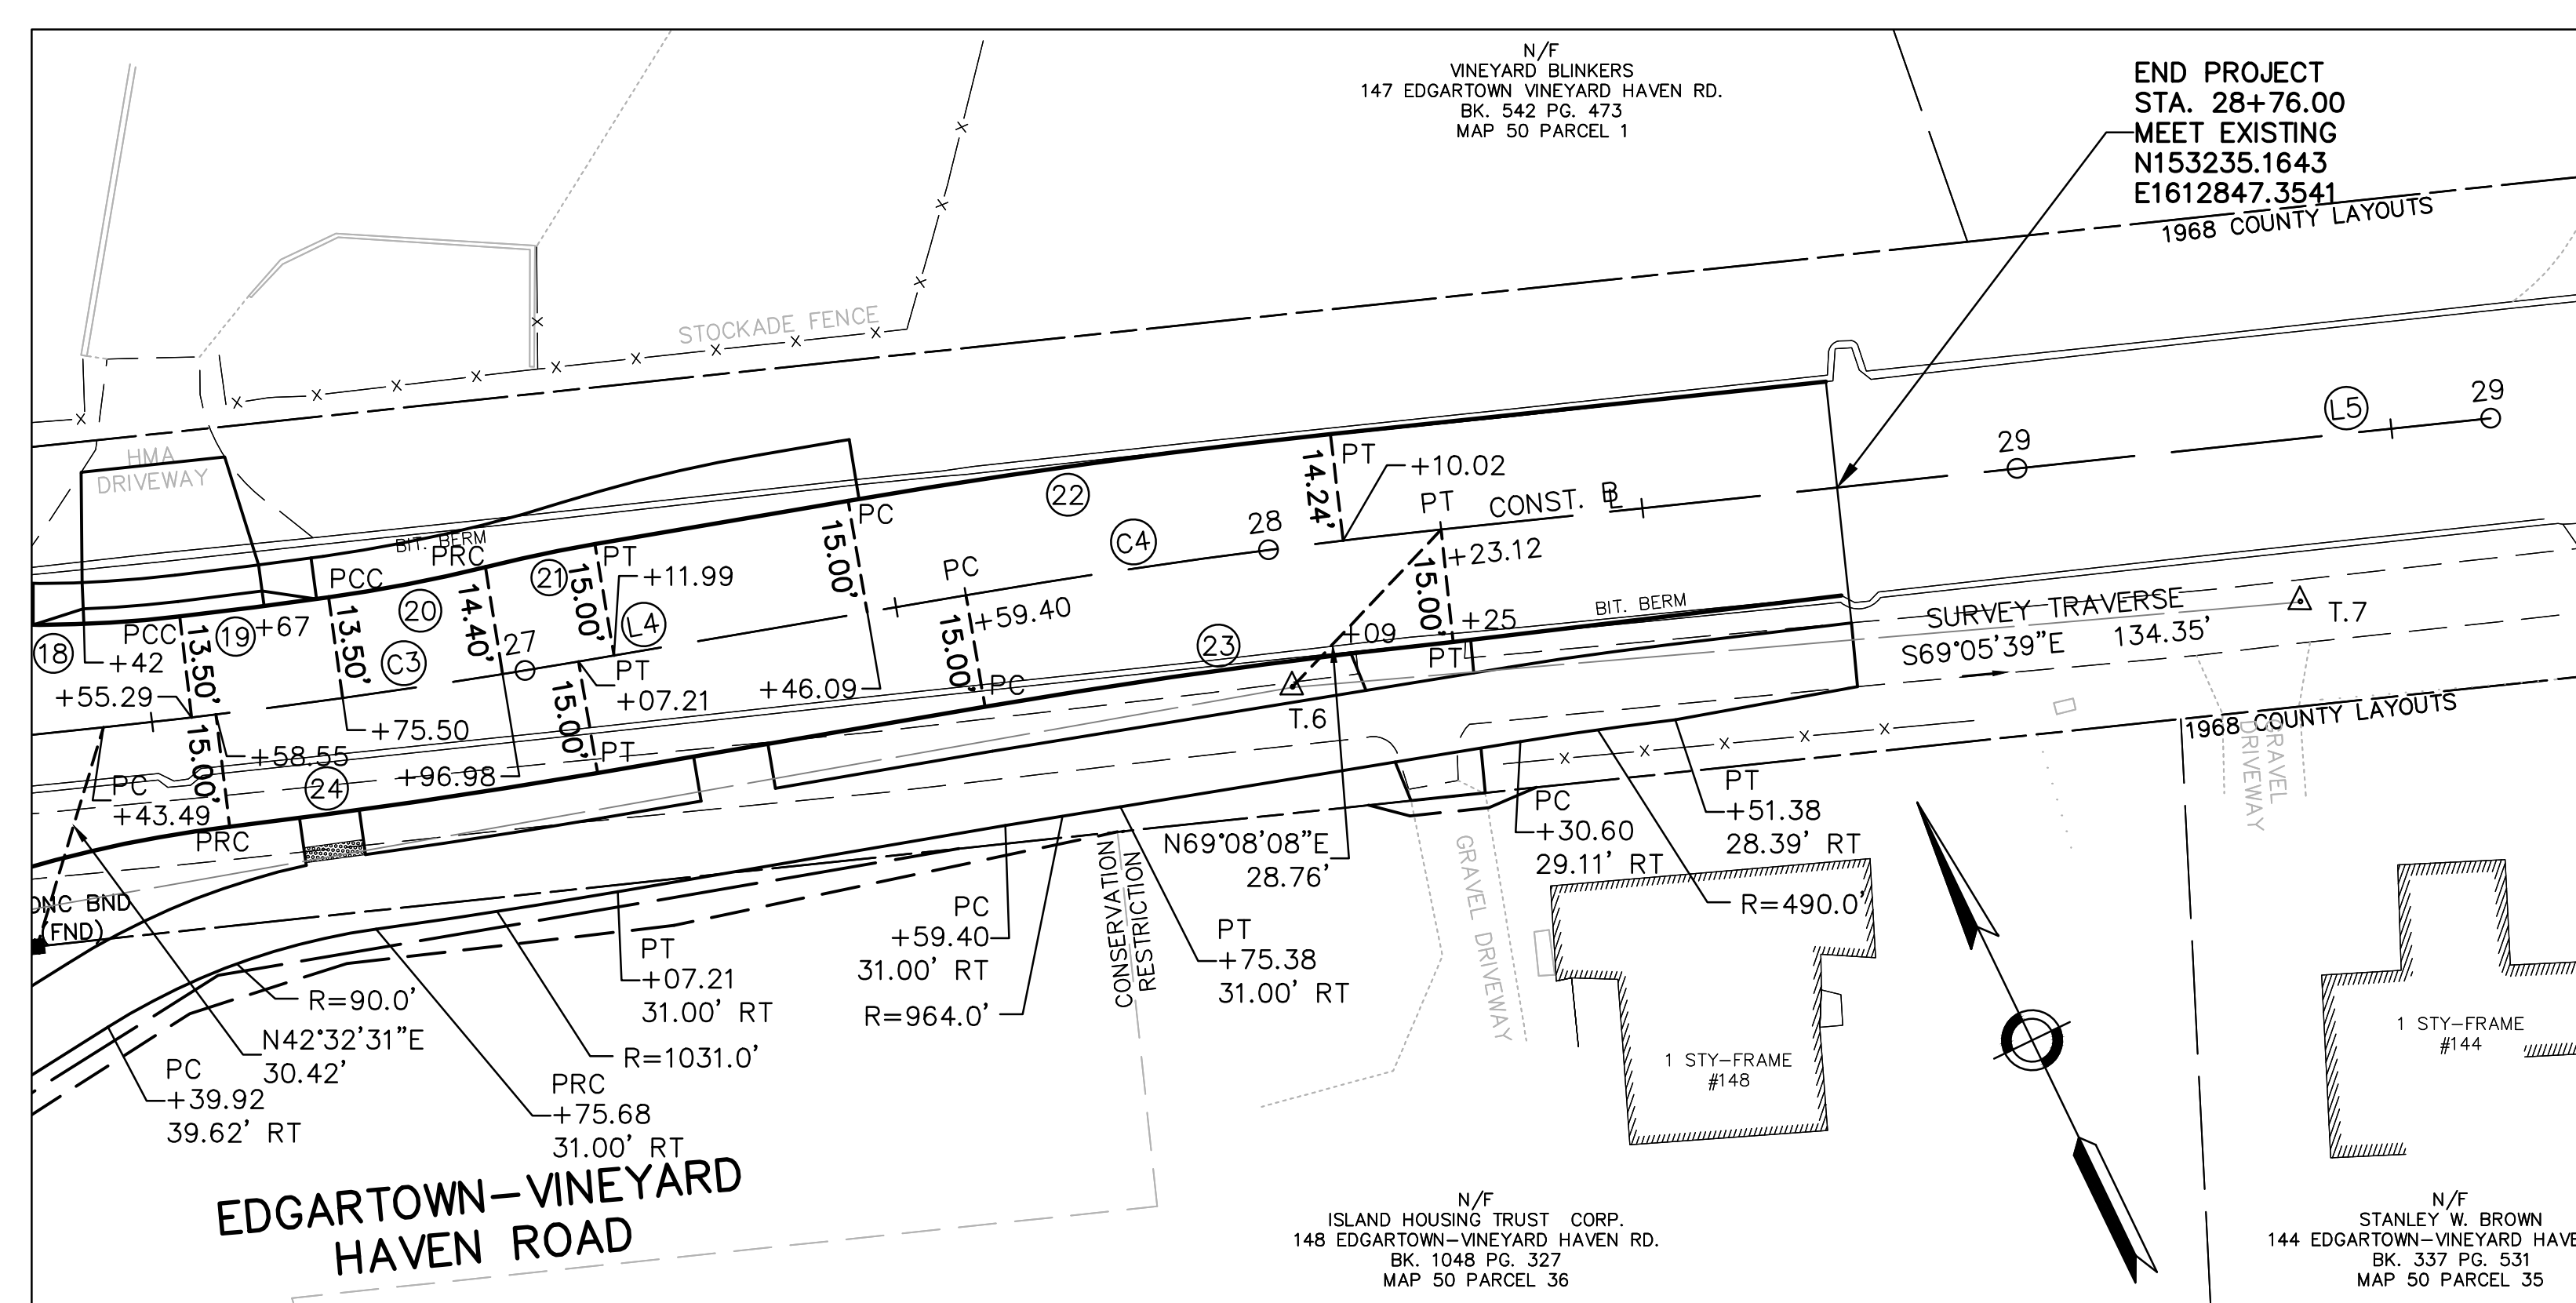 N/F
VINEYARD BLINKERS
147 EDGARTOWN VINEYARD HAVEN RD.
BK. 542 PG. 473
MAP 50 PARCEL 1
END PROJECT
STA. 28+76.00
MEET EXISTING
N153235.1643
E1612847.3541
1968 COUNTY LAYOUTS
STOCKADE FENCE
HMA
DRIVEWAY
BIT. BERM
PRC
PCC
PT
15.00'
+11.99
L4
21
20
14.40'
27
13.50'
C3
19
+67
PCC
13.50'
18
+42
+55.29
15.00'
+58.55
+75.50
PC
+43.49
PRC
24
+96.98
15.00'
PT
PT
+07.21
15.00'
PC
+46.09
22
C4
28
PC
+59.40
15.00'
PC
23
14.24'
PT
+10.02
PT
CONST. BL
+23.12
15.00'
+09
+25
PT
BIT. BERM
T.6
29
L5
29
SURVEY TRAVERSE
S69°05'39"E 134.35'
T.7
1968 COUNTY LAYOUTS
GRAVEL
DRIVEWAY
PT
+51.38
28.39' RT
PC
+30.60
29.11' RT
R=490.0'
N69°08'08"E
28.76'
GRAVEL DRIVEWAY
CONSERVATION
RESTRICTION
PT
+75.38
31.00' RT
PC
+59.40
31.00' RT
R=964.0'
PT
+07.21
31.00' RT
R=1031.0'
PRC
+75.68
31.00' RT
BND
(FND)
R=90.0'
N42°32'31"E
30.42'
PC
+39.92
39.62' RT
EDGARTOWN-VINEYARD
HAVEN ROAD
1 STY-FRAME
#148
1 STY-FRAME
#144
N/F
ISLAND HOUSING TRUST CORP.
148 EDGARTOWN-VINEYARD HAVEN RD.
BK. 1048 PG. 327
MAP 50 PARCEL 36
N/F
STANLEY W. BROWN
144 EDGARTOWN-VINEYARD
BK. 337 PG. 531
MAP 50 PARCEL 35